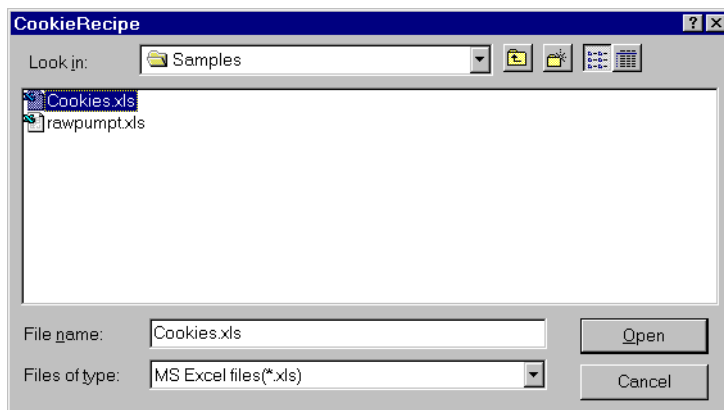 CookieRecipe
Look in: Samples
Cookies.xls
rawpumpt.xls
File name: Cookies.xls Open
Files of type: MS Excel files(*.xls) Cancel